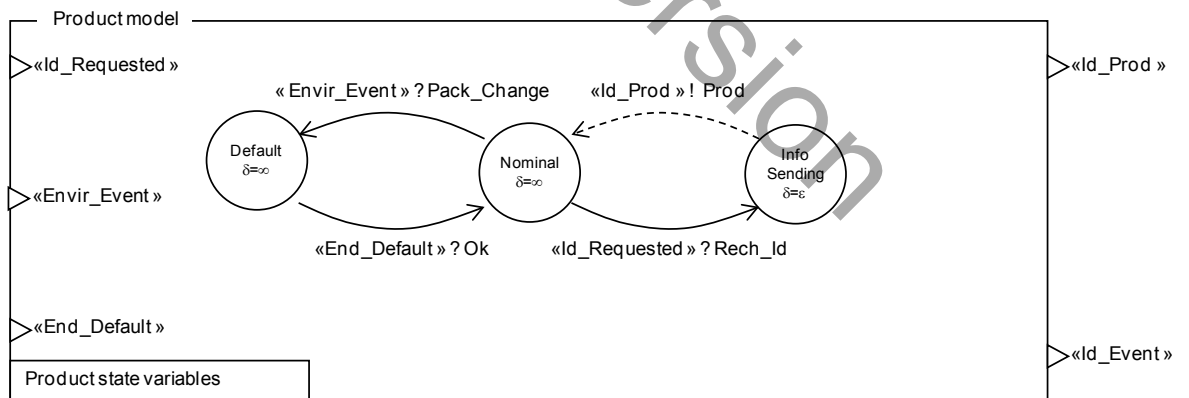 Product model
«Id_Requested »
«Id_Prod »
« Envir_Event » ? Pack_Change
«Id_Prod »! Prod
Default
δ=∞
Nominal
δ=∞
Info
Sending
δ=ε
«Envir_Event »
«End_Default » ? Ok
«Id_Requested » ? Rech_Id
«End_Default »
«Id_Event »
Product state variables
ersion